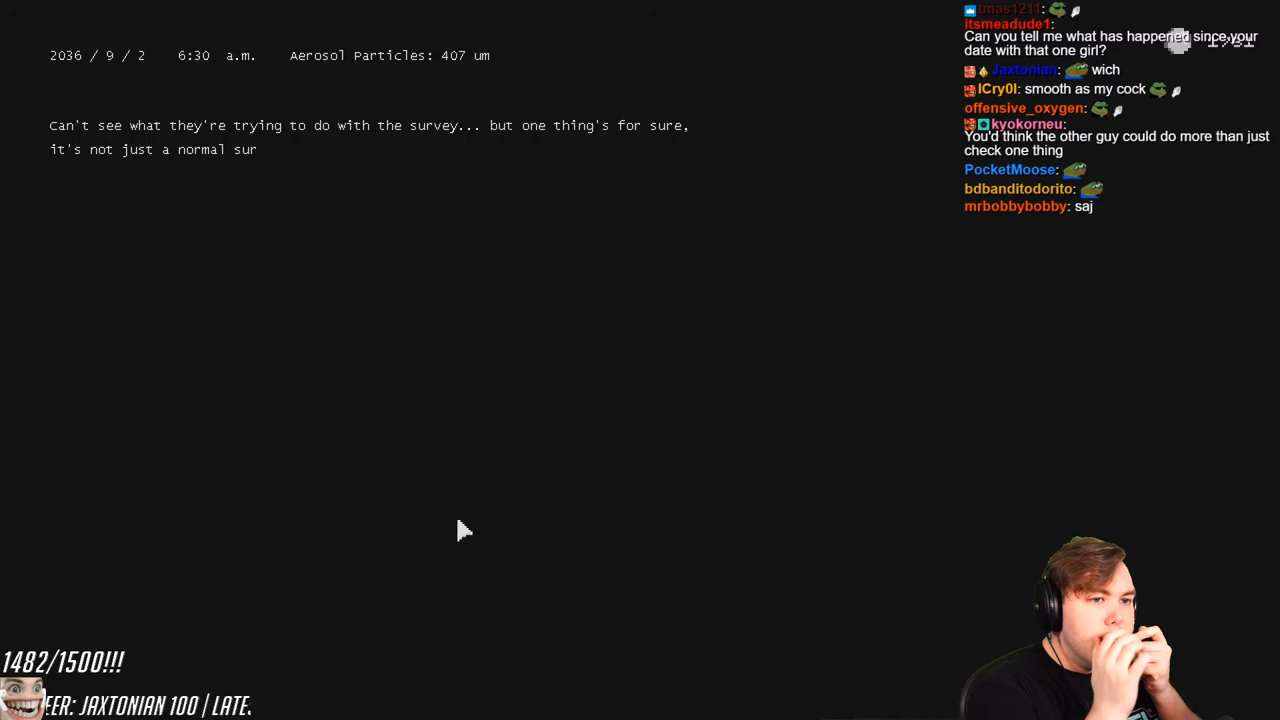 2036 / 9 / 2 6:30 a.m. Aerosol Particles: 407 um
Can't see what they're trying to do with the survey... but one thing's for sure,
it's not just a normal sur
tmas1211:
itsmeadude1:
Can you tell me what has happened since your
date with that one girl?
Jaxtonian: wich
ICry0I: smooth as my cock
offensive_oxygen:
kyokorneu:
You'd think the other guy could do more than just
check one thing
PocketMoose:
bdbanditodorito:
mrbobbybobby: saj
1482/1500!!!
EER: JAXTONIAN 100 | LATE.